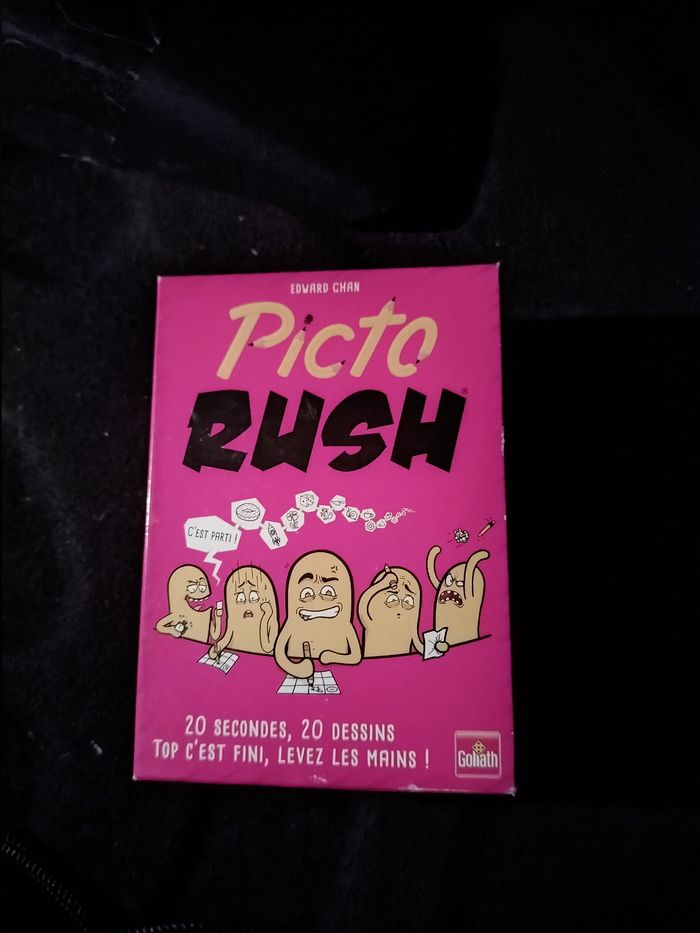 EDWARD CHAN
Picto
RUSH®
C'EST PARTI !
20 SECONDES, 20 DESSINS
TOP C'EST FINI, LEVEZ LES MAINS !
Goliath